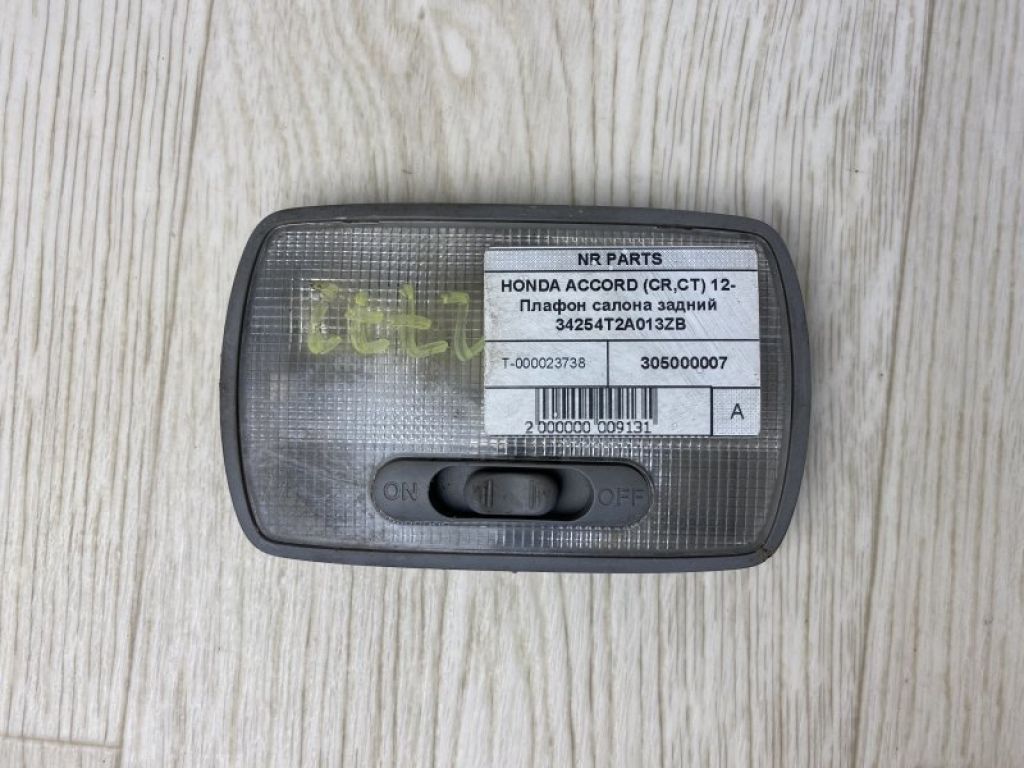 NR PARTS
HONDA ACCORD (CR,CT) 12-
Плафон салона задний
34254T2A013ZB
T-000023738 305000007
2 000000 009131
A
ON OFF